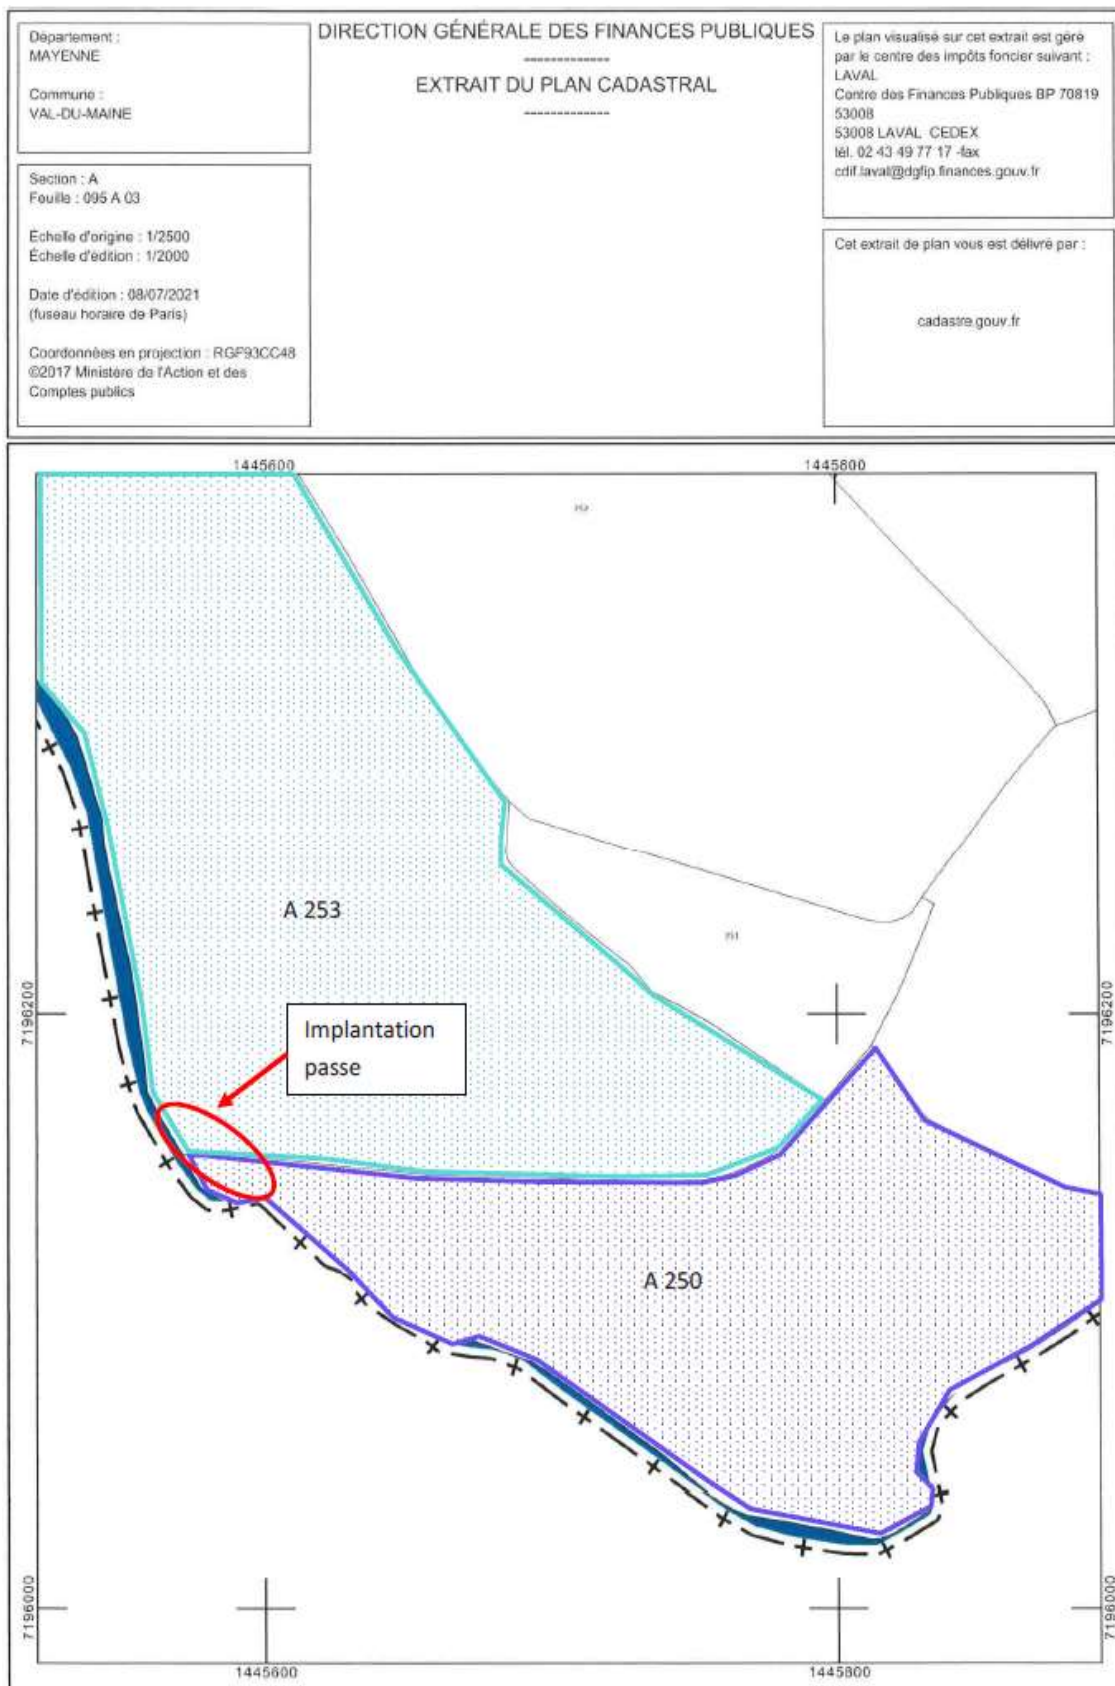 Département :
MAYENNE
Commune :
VAL-DU-MAINE
Section : A
Feuille : 095 A 03
Échelle d'origine : 1/2500
Échelle d'édition : 1/2000
Date d'édition : 08/07/2021
(fuseau horaire de Paris)
Coordonnées en projection : RGF93CC48
©2017 Ministère de l'Action et des
Comptes publics
DIRECTION GÉNÉRALE DES FINANCES PUBLIQUES
-------------
EXTRAIT DU PLAN CADASTRAL
-------------
Le plan visualisé sur cet extrait est géré
par le centre des impôts foncier suivant :
LAVAL
Centre des Finances Publiques BP 70819
53008
53008 LAVAL CEDEX
tél. 02 43 49 77 17 -fax
cdif.laval@dgfip.finances.gouv.fr
Cet extrait de plan vous est délivré par :
cadastre.gouv.fr
1445600
1445800
A 253
7196200
7196200
Implantation
passe
A 250
7196000
7196000
1445600
1445800